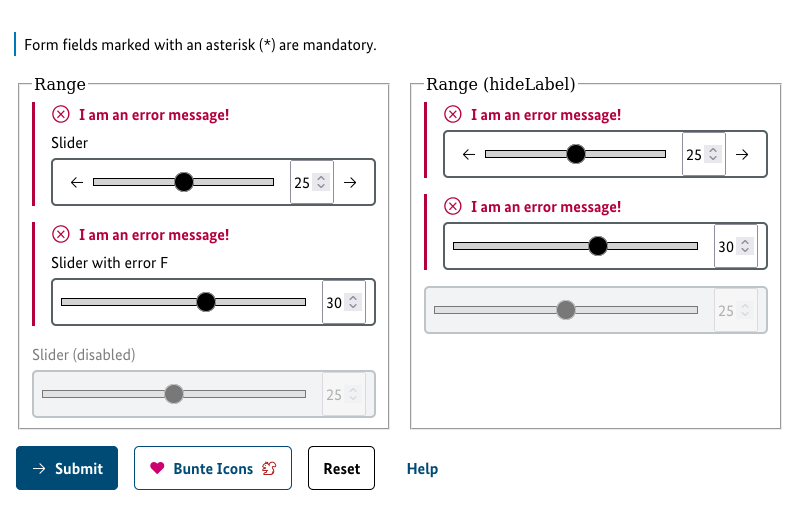 Form fields marked with an asterisk (*) are mandatory.
Range
I am an error message!
Slider
25
I am an error message!
Slider with error F
30
Slider (disabled)
25
Range (hideLabel)
I am an error message!
25
I am an error message!
30
25
Submit
Bunte Icons
Reset
Help